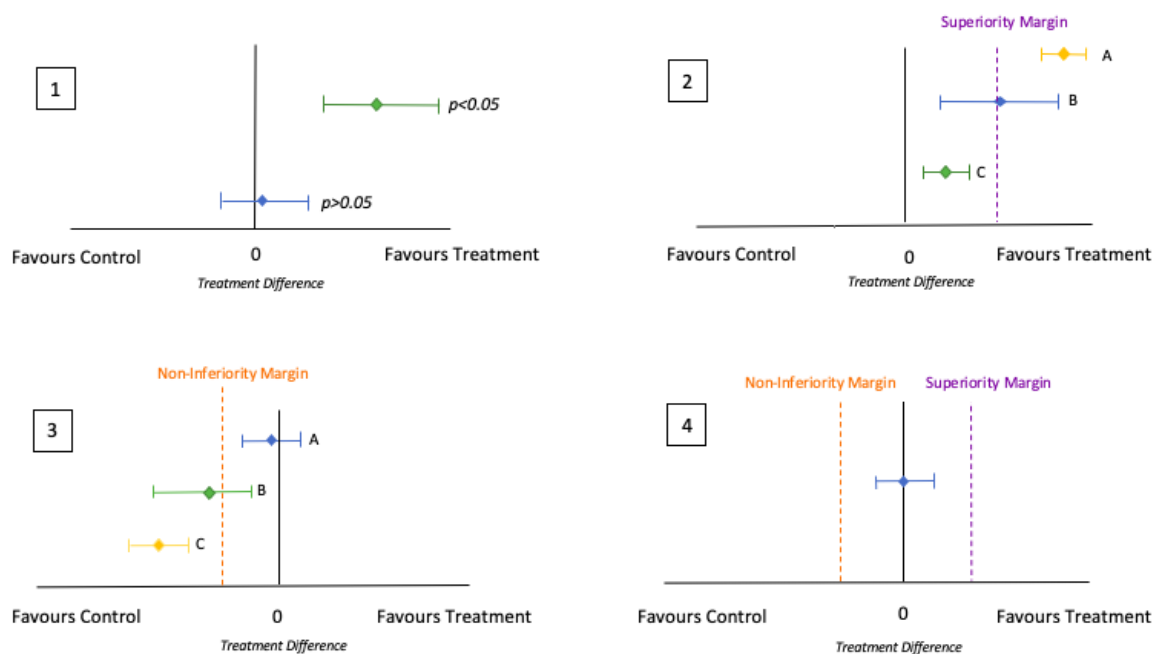 1
p<0.05
p>0.05
Favours Control
0
Favours Treatment
Treatment Difference
Superiority Margin
2
A
B
C
Favours Control
0
Favours Treatment
Treatment Difference
Non-Inferiority Margin
3
A
B
C
Favours Control
0
Favours Treatment
Treatment Difference
Non-Inferiority Margin
Superiority Margin
4
Favours Control
0
Favours Treatment
Treatment Difference